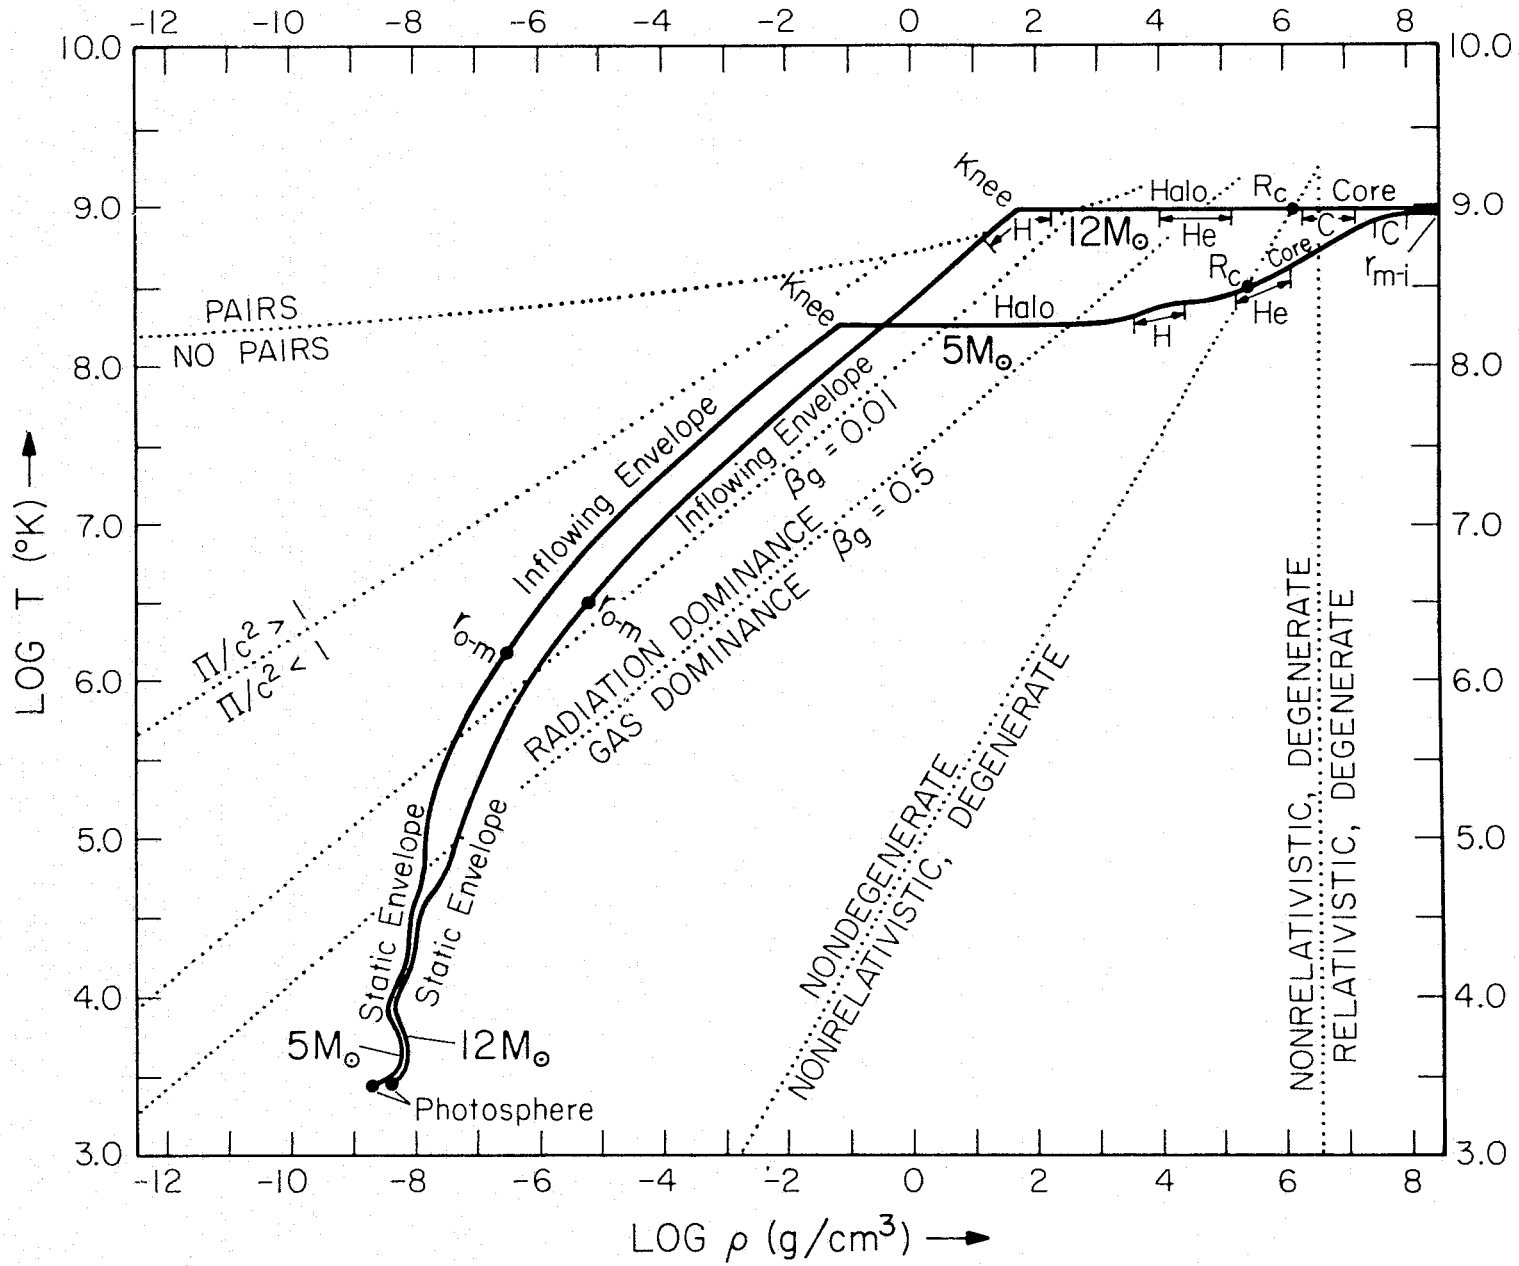 -12 -10 -8 -6 -4 -2 0 2 4 6 8
10.0 10.0
Knee Halo Rc Core
9.0 9.0
H 12M⊙ He C C
Rc Core rm-i
PAIRS Knee Halo H He
NO PAIRS 5M⊙
8.0 8.0
Inflowing Envelope
Inflowing Envelope
βg = 0.01
βg = 0.5
7.0 7.0
LOG T (°K) →
ro-m
ro-m
Π/c² > 1
Π/c² < 1
6.0 6.0
RADIATION DOMINANCE
GAS DOMINANCE
NONDEGENERATE
NONRELATIVISTIC, DEGENERATE
NONRELATIVISTIC, DEGENERATE
RELATIVISTIC, DEGENERATE
5.0 5.0
Static Envelope
Static Envelope
4.0 4.0
5M⊙ 12M⊙
Photosphere
3.0 3.0
-12 -10 -8 -6 -4 -2 0 2 4 6 8
LOG ρ (g/cm³) →